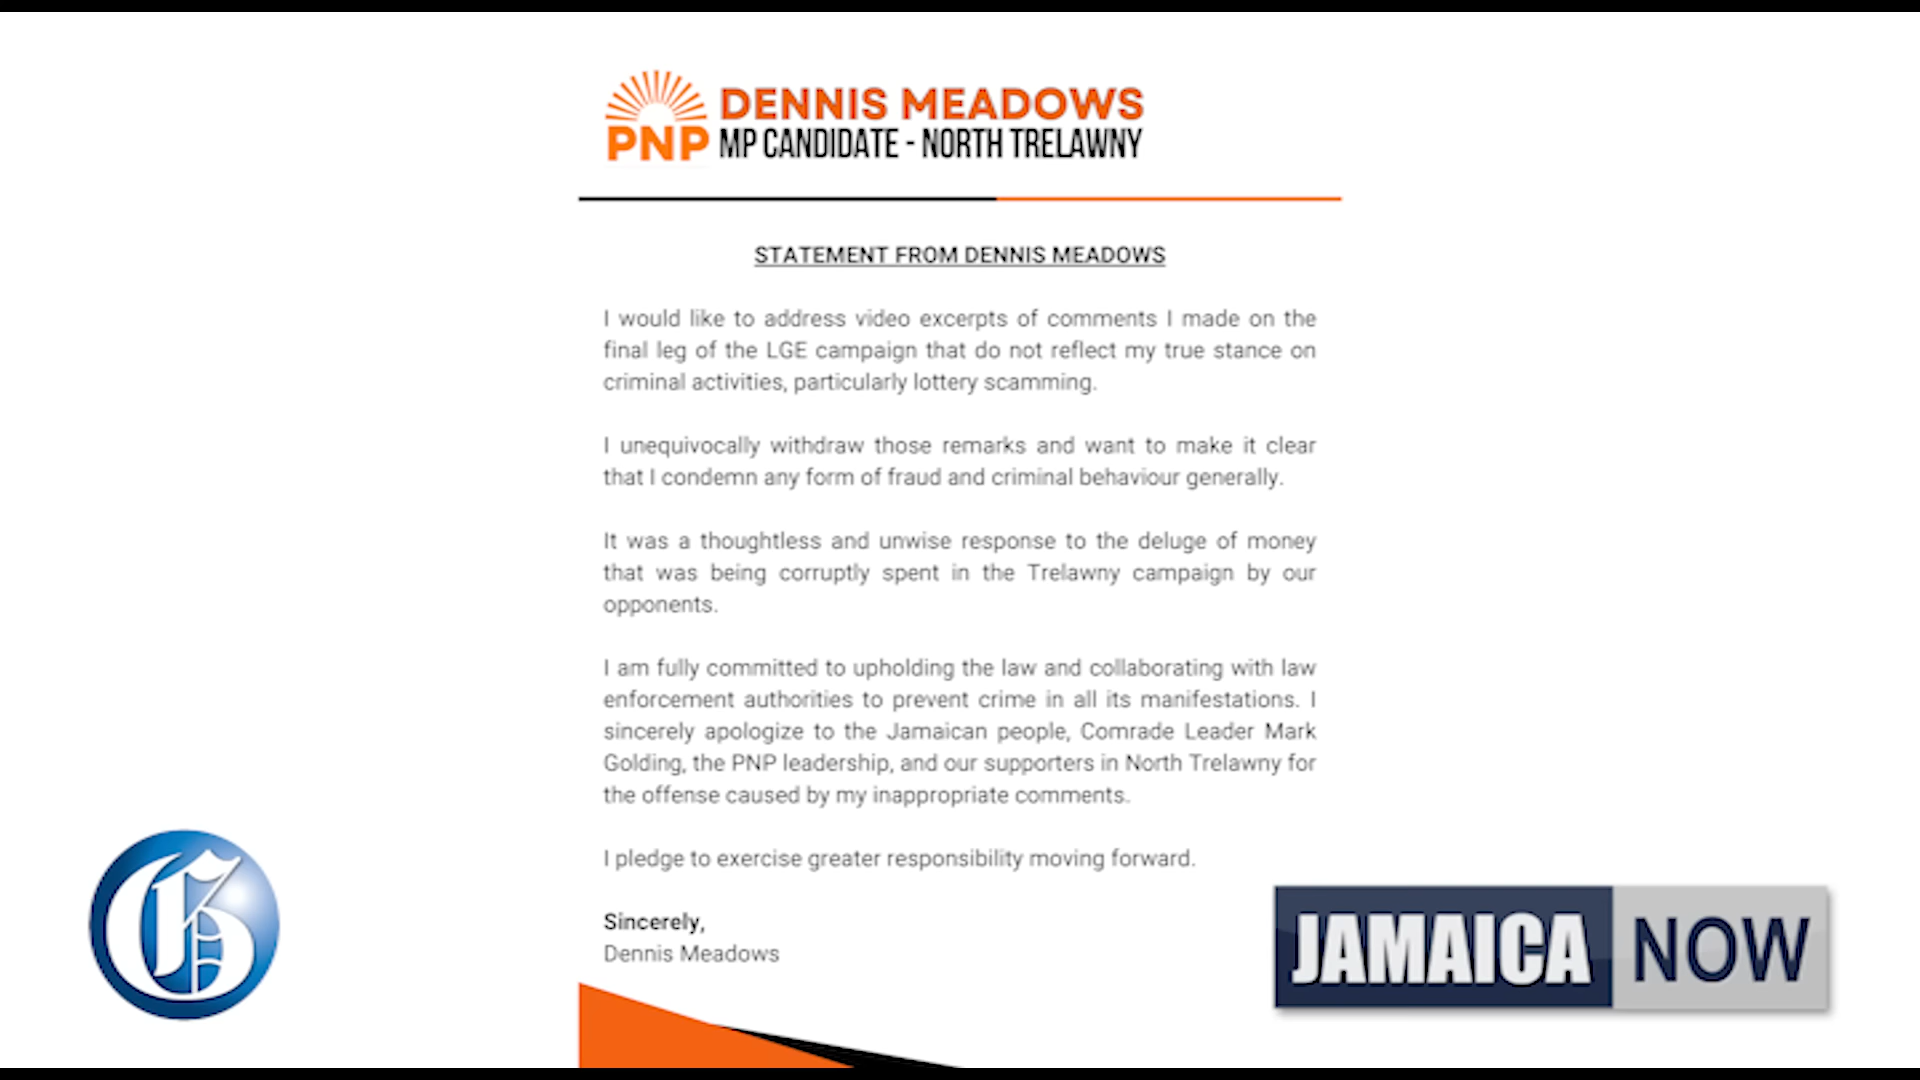 DENNIS MEADOWS
PNP MP CANDIDATE - NORTH TRELAWNY
STATEMENT FROM DENNIS MEADOWS
I would like to address video excerpts of comments I made on the
final leg of the LGE campaign that do not reflect my true stance on
criminal activities, particularly lottery scamming.
I unequivocally withdraw those remarks and want to make it clear
that I condemn any form of fraud and criminal behaviour generally.
It was a thoughtless and unwise response to the deluge of money
that was being corruptly spent in the Trelawny campaign by our
opponents.
I am fully committed to upholding the law and collaborating with law
enforcement authorities to prevent crime in all its manifestations. I
sincerely apologize to the Jamaican people, Comrade Leader Mark
Golding, the PNP leadership, and our supporters in North Trelawny for
the offense caused by my inappropriate comments.
I pledge to exercise greater responsibility moving forward.
Sincerely,
Dennis Meadows
G
JAMAICA NOW